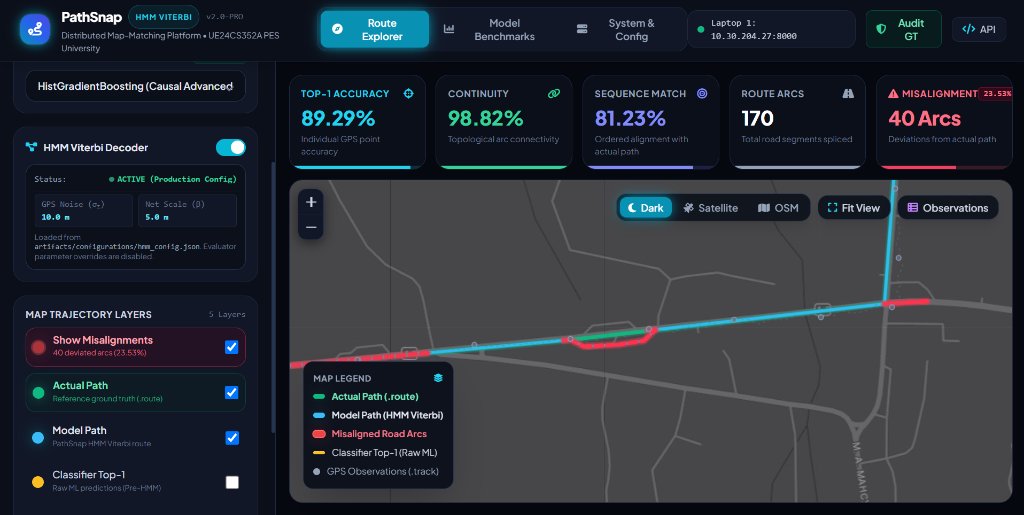 PathSnap HMM VITERBI v2.0-PRO
Distributed Map-Matching Platform • UE24CS352A PES
University
Route
Explorer
Model
Benchmarks
System &
Config
Laptop 1:
10.30.204.27:8000
Audit
GT
API
HistGradientBoosting (Causal Advanced)
HMM Viterbi Decoder
Status: ● ACTIVE (Production Config)
GPS Noise (σz)
10.0 m
Net Scale (β)
5.0 m
Loaded from
artifacts/configurations/hmm_config.json. Evaluator
parameter overrides are disabled.
MAP TRAJECTORY LAYERS 5 Layers
Show Misalignments
40 deviated arcs (23.53%)
Actual Path
Reference ground truth (.route)
Model Path
PathSnap HMM Viterbi route
Classifier Top-1
Raw ML predictions (Pre-HMM)
TOP-1 ACCURACY
89.29%
Individual GPS point
accuracy
CONTINUITY
98.82%
Topological arc connectivity
SEQUENCE MATCH
81.23%
Ordered alignment with
actual path
ROUTE ARCS
170
Total road segments spliced
MISALIGNMENT 23.53%
40 Arcs
Deviations from actual path
+
−
Dark
Satellite
OSM
Fit View
Observations
MAP LEGEND
Actual Path (.route)
Model Path (HMM Viterbi)
Misaligned Road Arcs
Classifier Top-1 (Raw ML)
GPS Observations (.track)